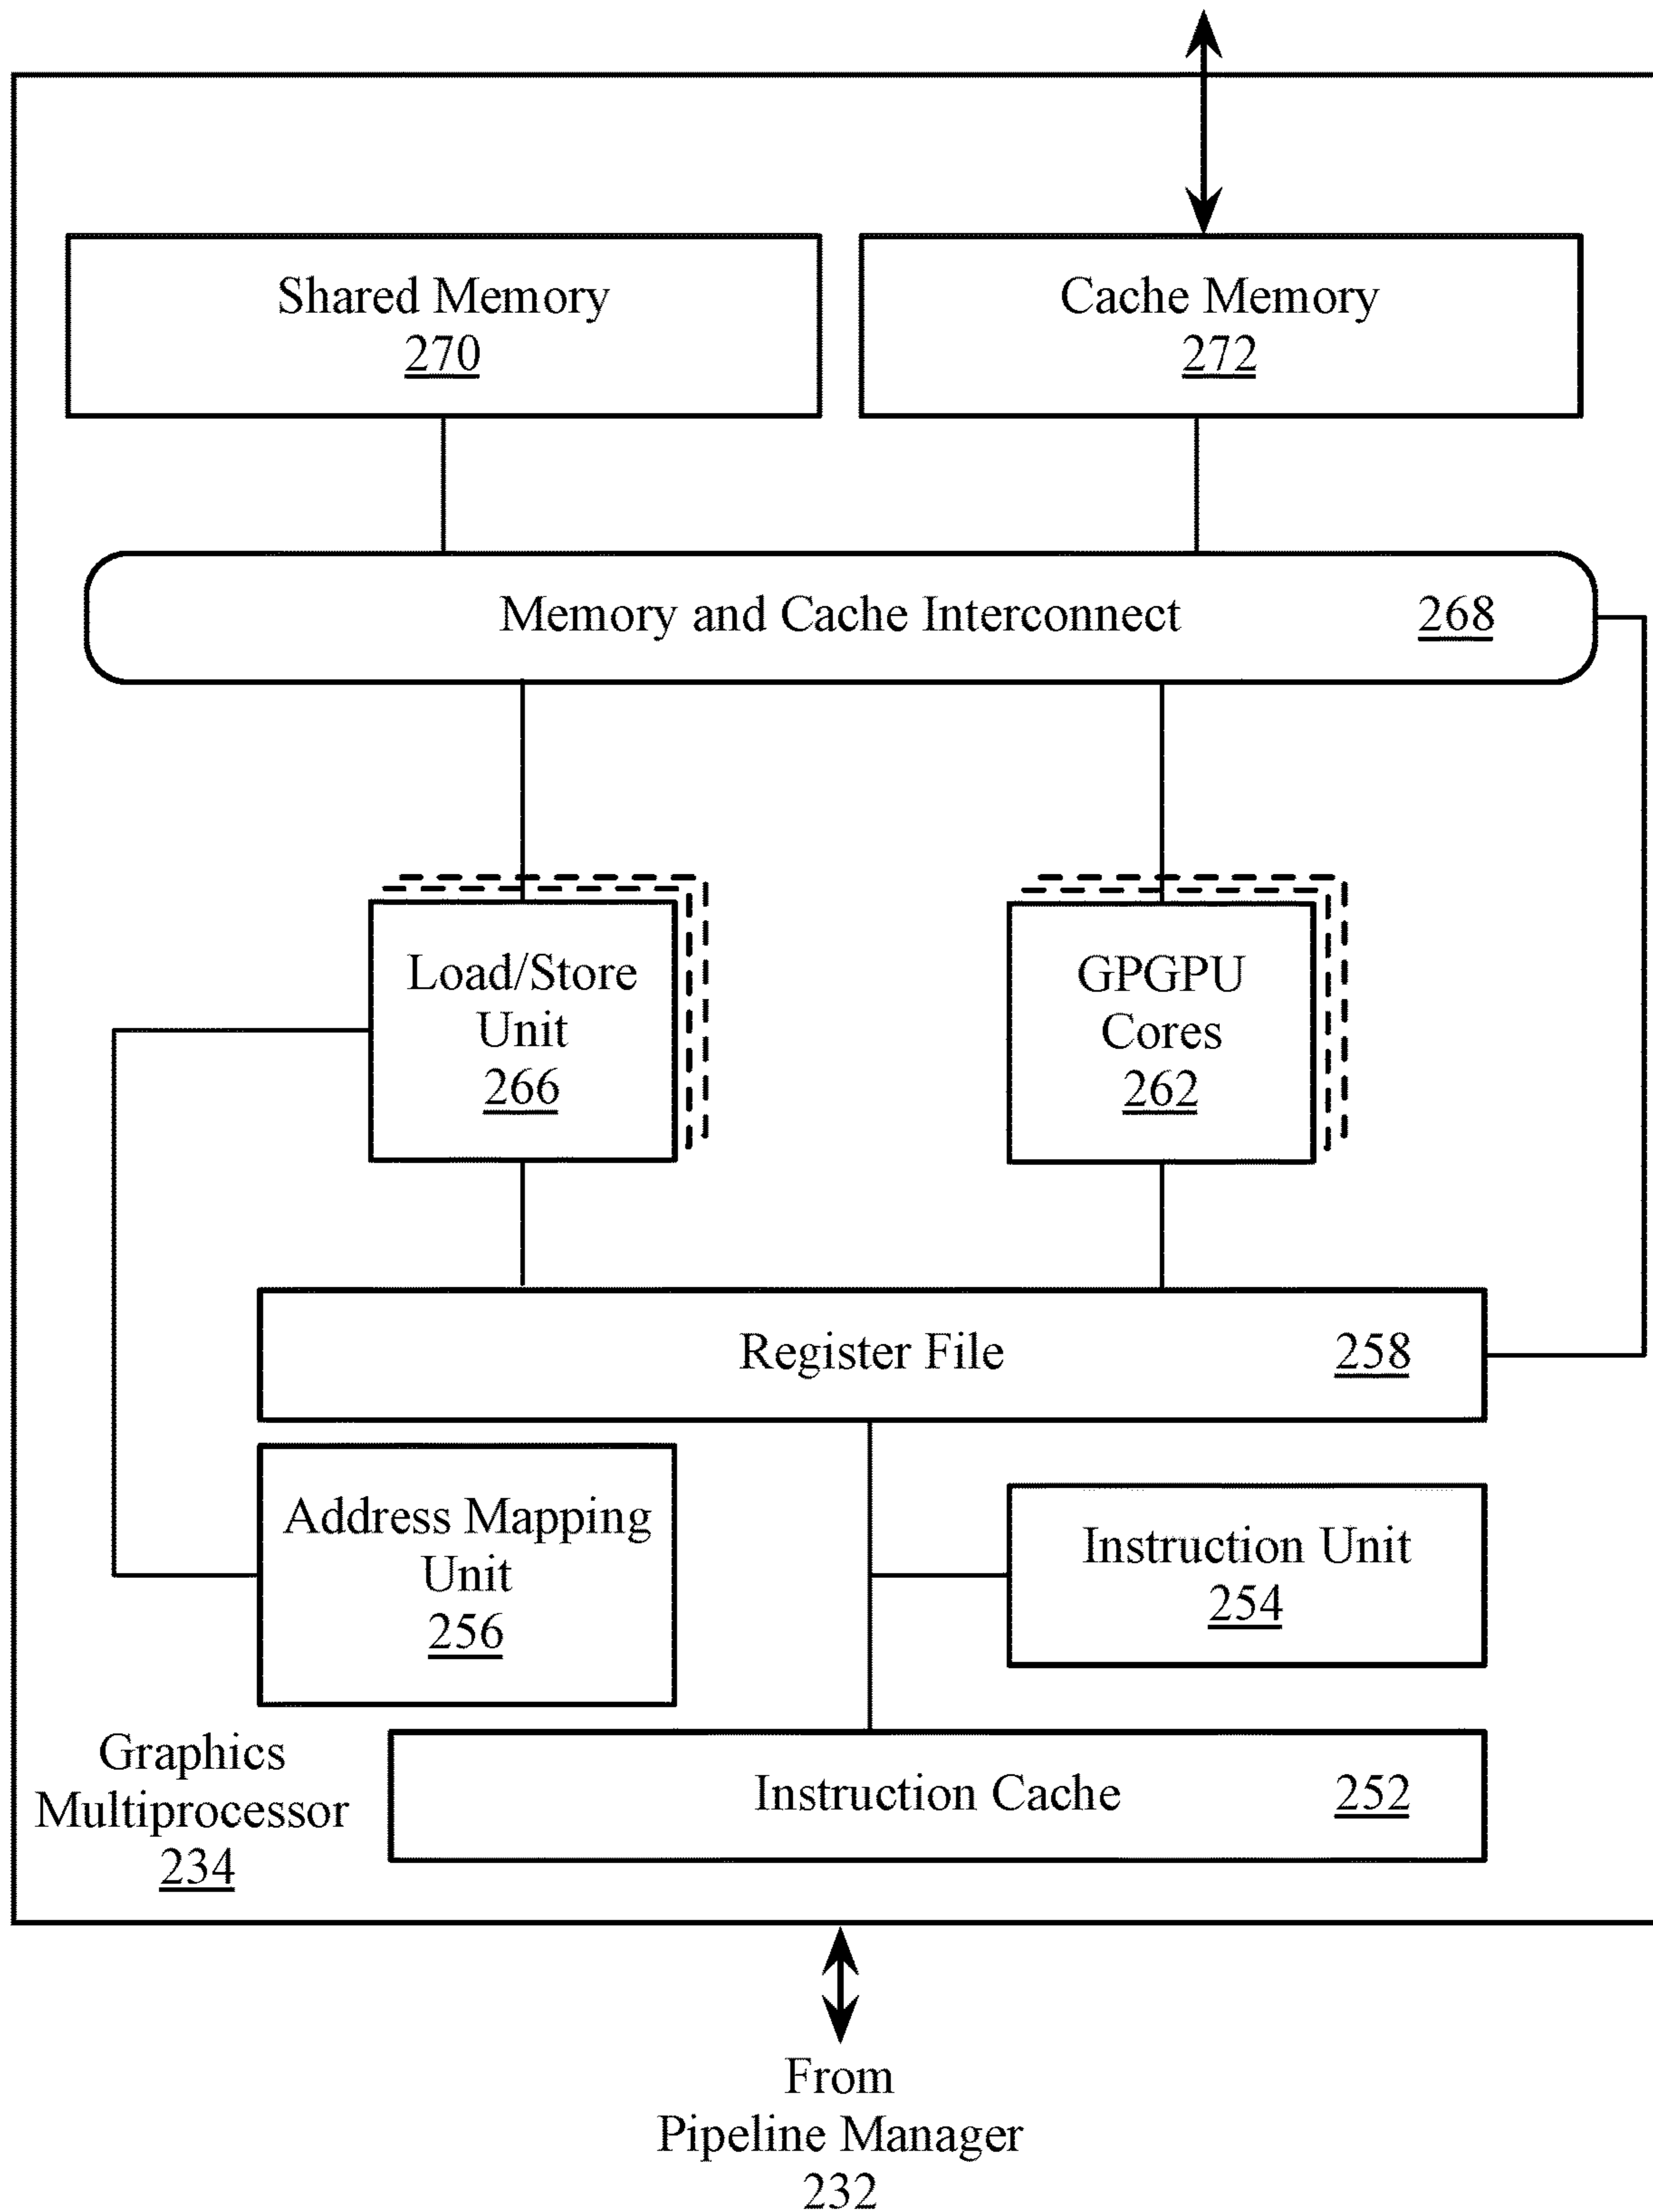 Shared Memory
270
Cache Memory
272
Memory and Cache Interconnect 268
Load/Store
Unit
266
GPGPU
Cores
262
Register File 258
Address Mapping
Unit
256
Instruction Unit
254
Graphics
Multiprocessor
234
Instruction Cache 252
From
Pipeline Manager
232